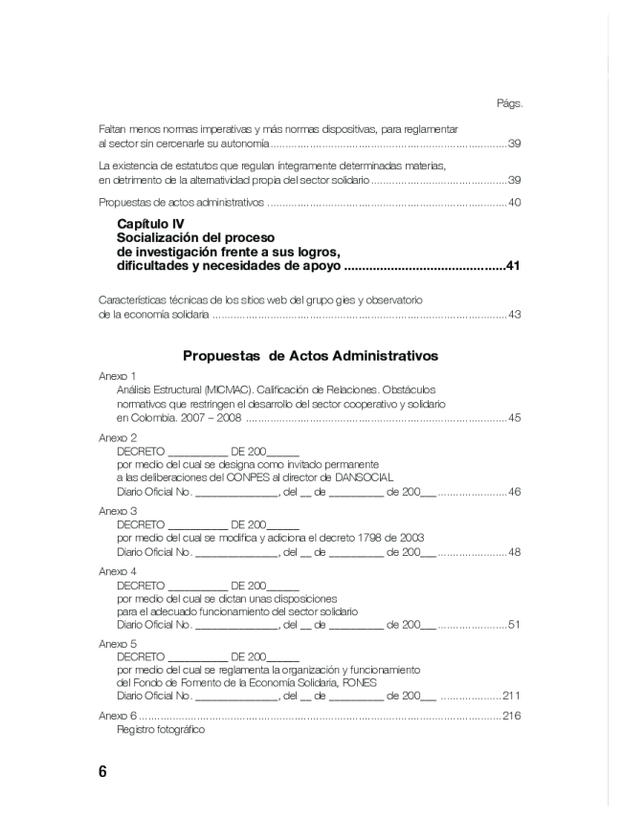 Págs.
Faltan menos normas imperativas y más normas dispositivas, para reglamentar
al sector sin cercenarle su autonomía..............................................................................39
La existencia de estatutos que regulan íntegramente determinadas materias,
en detrimento de la alternatividad propia del sector solidario.............................................39
Propuestas de actos administrativos ...............................................................................40
Capítulo IV
Socialización del proceso
de investigación frente a sus logros,
dificultades y necesidades de apoyo .............................................41
Características técnicas de los sitios web del grupo gies y observatorio
de la economía solidaria .................................................................................................43
Propuestas de Actos Administrativos
Anexo 1
Análisis Estructural (MICMAC). Calificación de Relaciones. Obstáculos
normativos que restringen el desarrollo del sector cooperativo y solidario
en Colombia. 2007 – 2008 ......................................................................................45
Anexo 2
DECRETO ___________ DE 200______
por medio del cual se designa como invitado permanente
a las deliberaciones del CONPES al director de DANSOCIAL
Diario Oficial No. _______________, del __ de __________ de 200___.......................46
Anexo 3
DECRETO ___________ DE 200______
por medio del cual se modifica y adiciona el decreto 1798 de 2003
Diario Oficial No. _______________, del __ de __________ de 200___.......................48
Anexo 4
DECRETO ___________ DE 200______
por medio del cual se dictan unas disposiciones
para el adecuado funcionamiento del sector solidario
Diario Oficial No. _______________, del __ de __________ de 200___.......................51
Anexo 5
DECRETO ___________ DE 200______
por medio del cual se reglamenta la organización y funcionamiento
del Fondo de Fomento de la Economía Solidaria, FONES
Diario Oficial No. _______________, del __ de __________ de 200___ ....................211
Anexo 6.......................................................................................................................216
Registro fotográfico
6